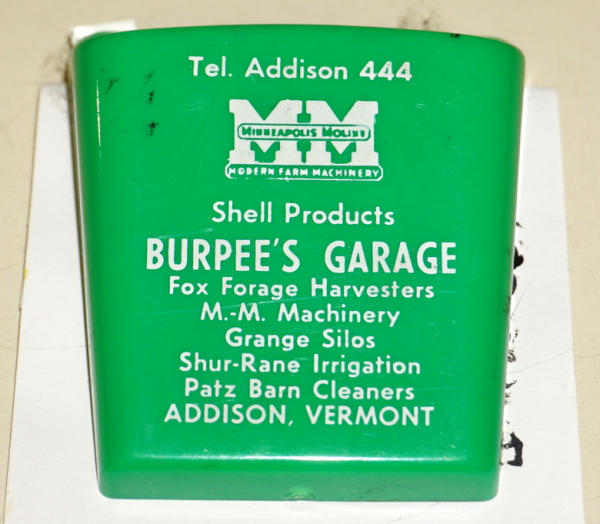 Tel. Addison 444
MM
MINNEAPOLIS MOLINE
MODERN FARM MACHINERY
Shell Products
BURPEE'S GARAGE
Fox Forage Harvesters
M.-M. Machinery
Grange Silos
Shur-Rane Irrigation
Patz Barn Cleaners
ADDISON, VERMONT